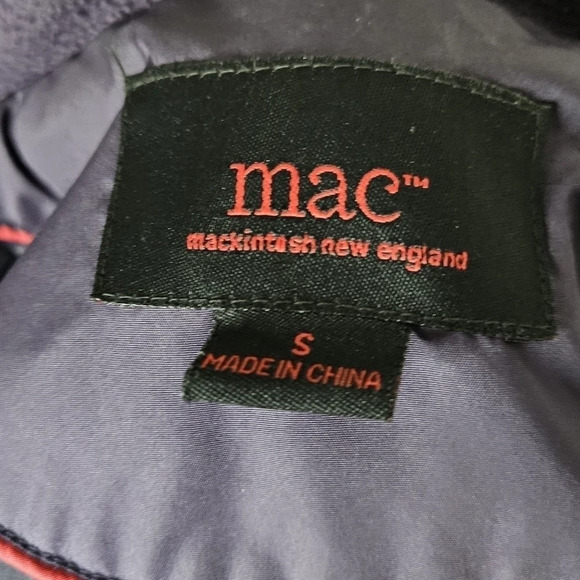 mac™
mackintosh new england
S
MADE IN CHINA